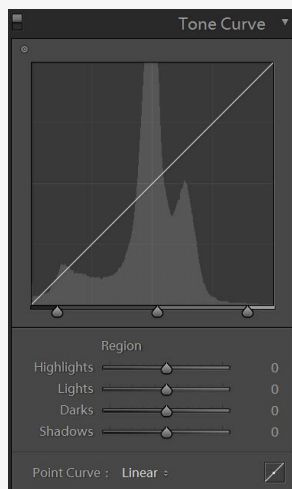 Tone Curve
Region
Highlights 0
Lights 0
Darks 0
Shadows 0
Point Curve : Linear